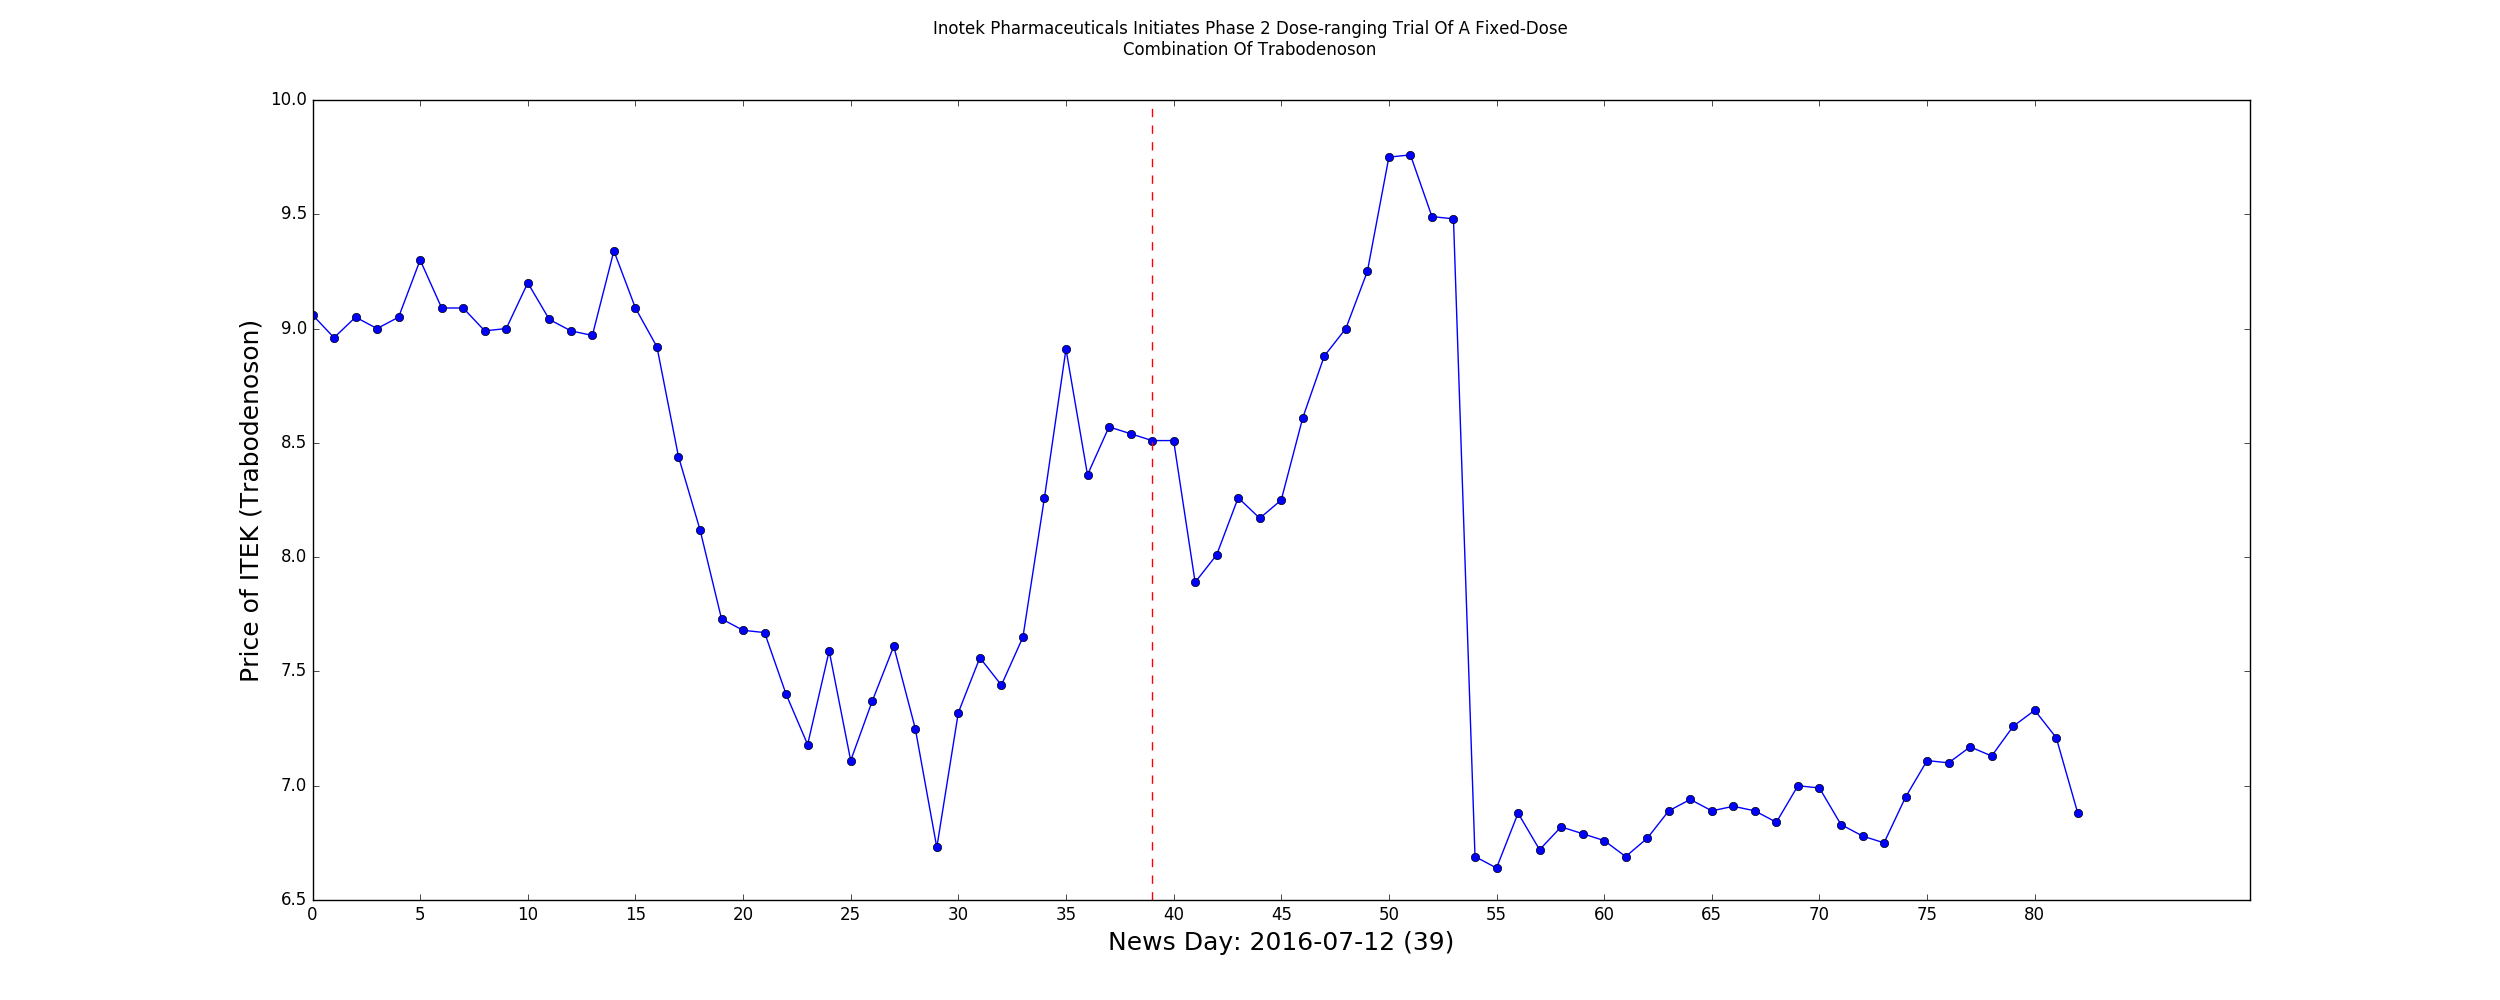 Inotek Pharmaceuticals Initiates Phase 2 Dose-ranging Trial Of A Fixed-Dose
Combination Of Trabodenoson
10.0
9.5
9.0
8.5
8.0
7.5
7.0
6.5
Price of ITEK (Trabodenoson)
0 5 10 15 20 25 30 35 40 45 50 55 60 65 70 75 80
News Day: 2016-07-12 (39)